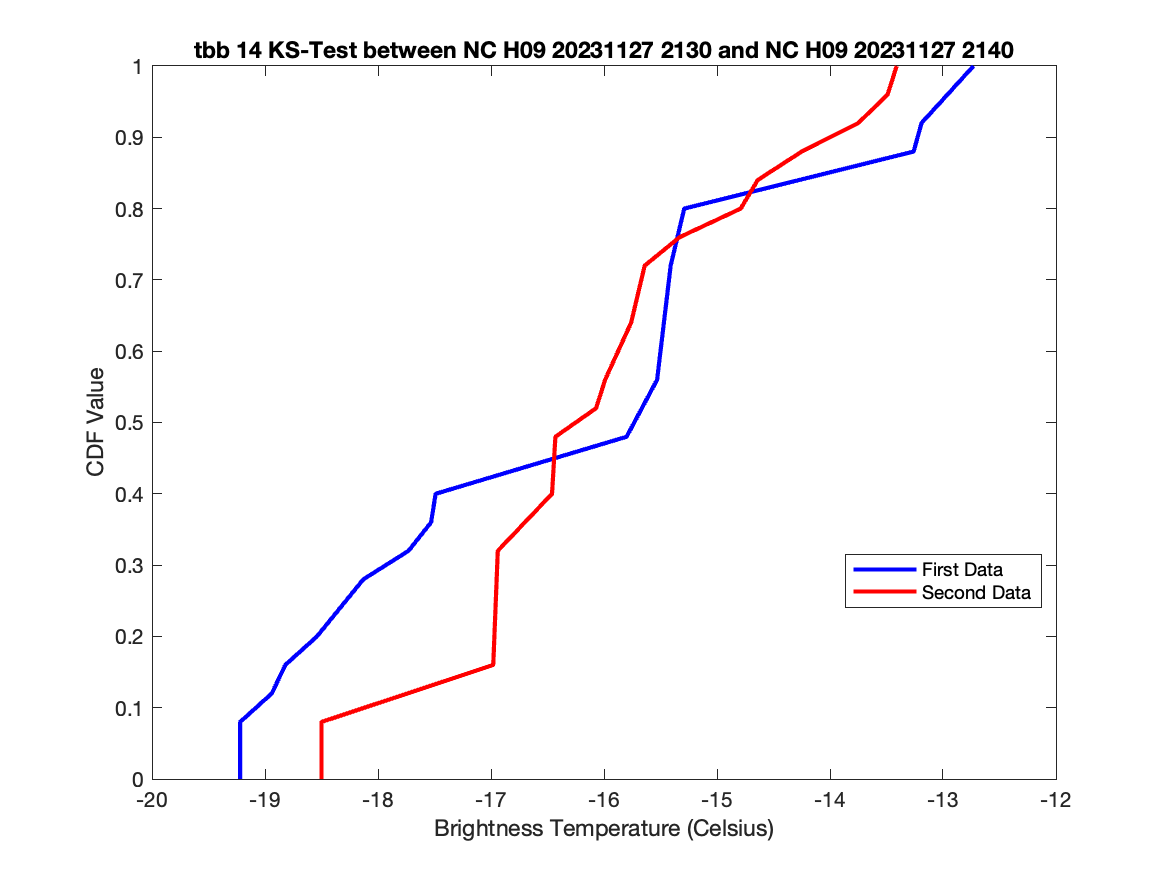 tbb 14 KS-Test between NC H09 20231127 2130 and NC H09 20231127 2140
1
0.9
0.8
0.7
0.6
0.5
0.4
0.3
0.2
0.1
0
CDF Value
First Data
Second Data
-20 -19 -18 -17 -16 -15 -14 -13 -12
Brightness Temperature (Celsius)